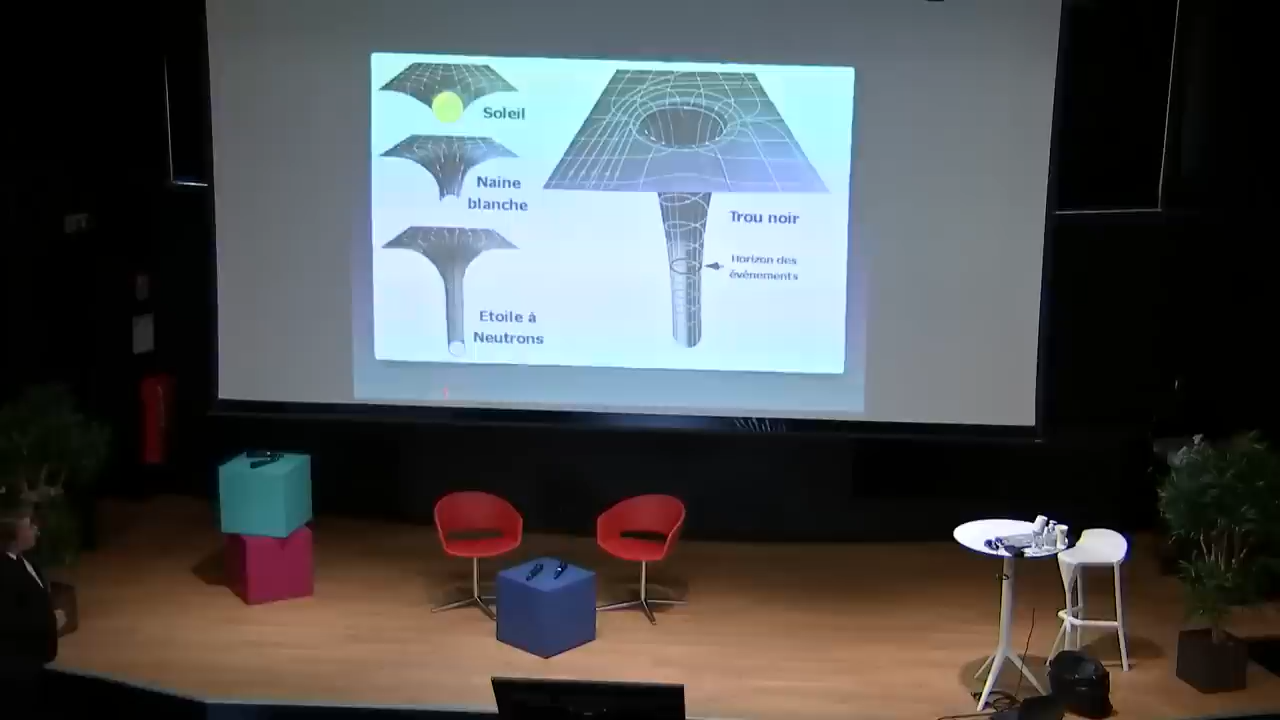 Soleil
Naine
blanche
Etoile à
Neutrons
Trou noir
Horizon des
événements